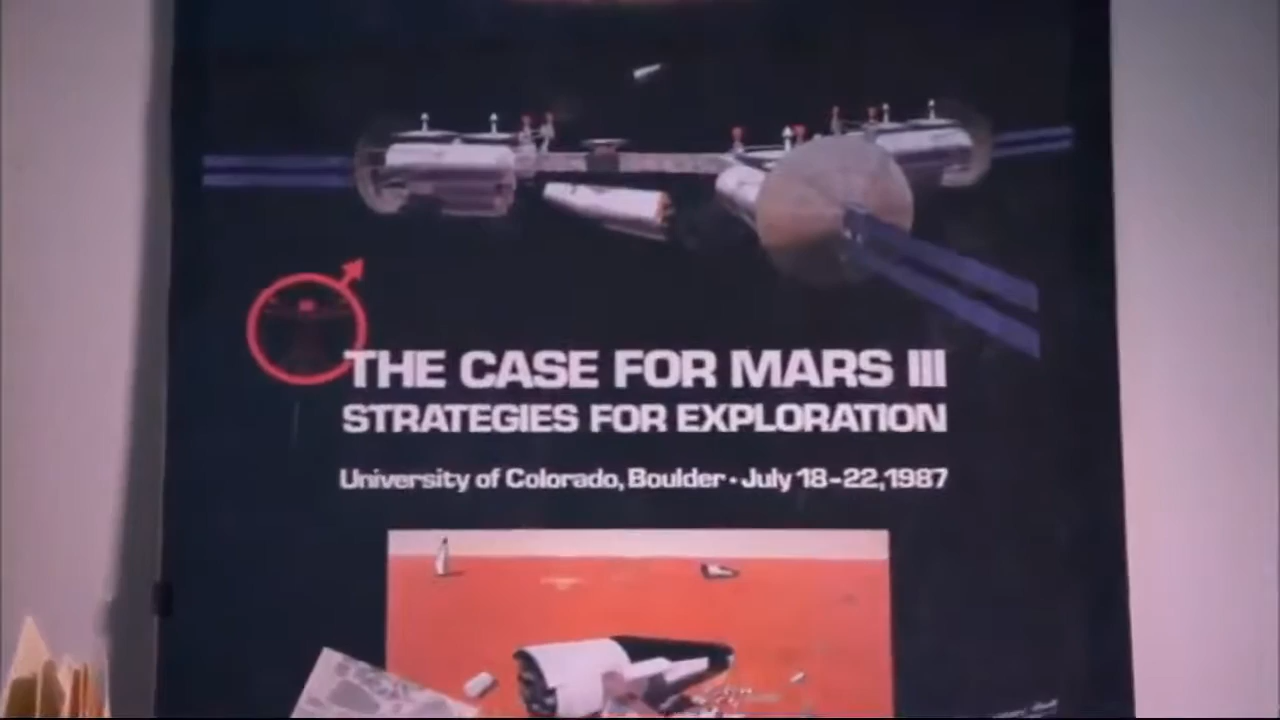 THE CASE FOR MARS III
STRATEGIES FOR EXPLORATION
University of Colorado, Boulder • July 18-22, 1987